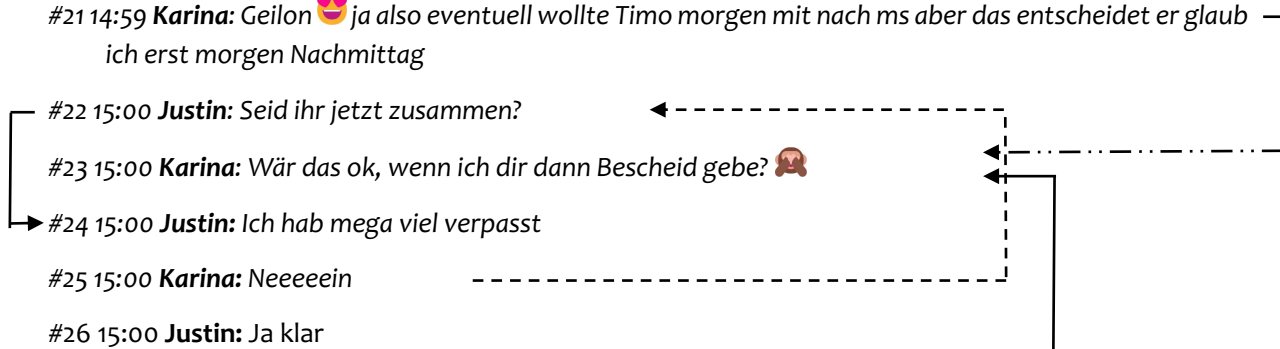 #21 14:59 Karina: Geilon 😍 ja also eventuell wollte Timo morgen mit nach ms aber das entscheidet er glaub
ich erst morgen Nachmittag
#22 15:00 Justin: Seid ihr jetzt zusammen?
#23 15:00 Karina: Wär das ok, wenn ich dir dann Bescheid gebe? 🙈
#24 15:00 Justin: Ich hab mega viel verpasst
#25 15:00 Karina: Neeeeein
#26 15:00 Justin: Ja klar